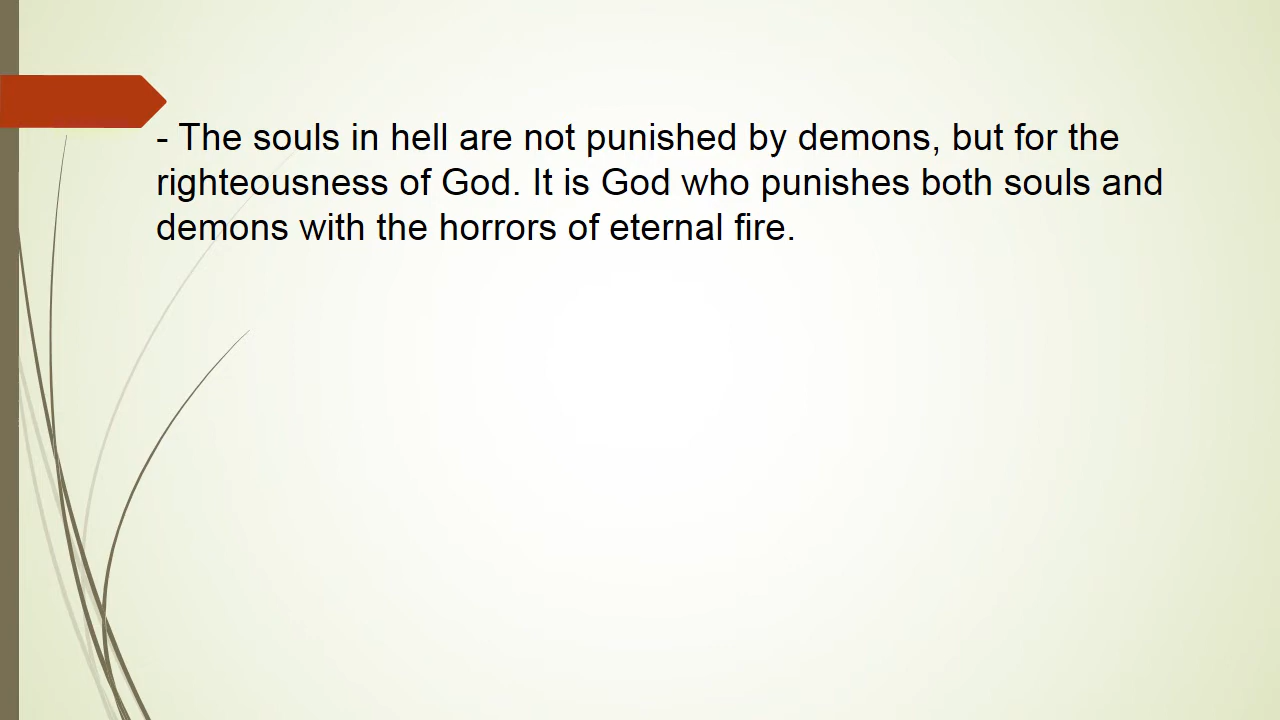 - The souls in hell are not punished by demons, but for the
righteousness of God. It is God who punishes both souls and
demons with the horrors of eternal fire.